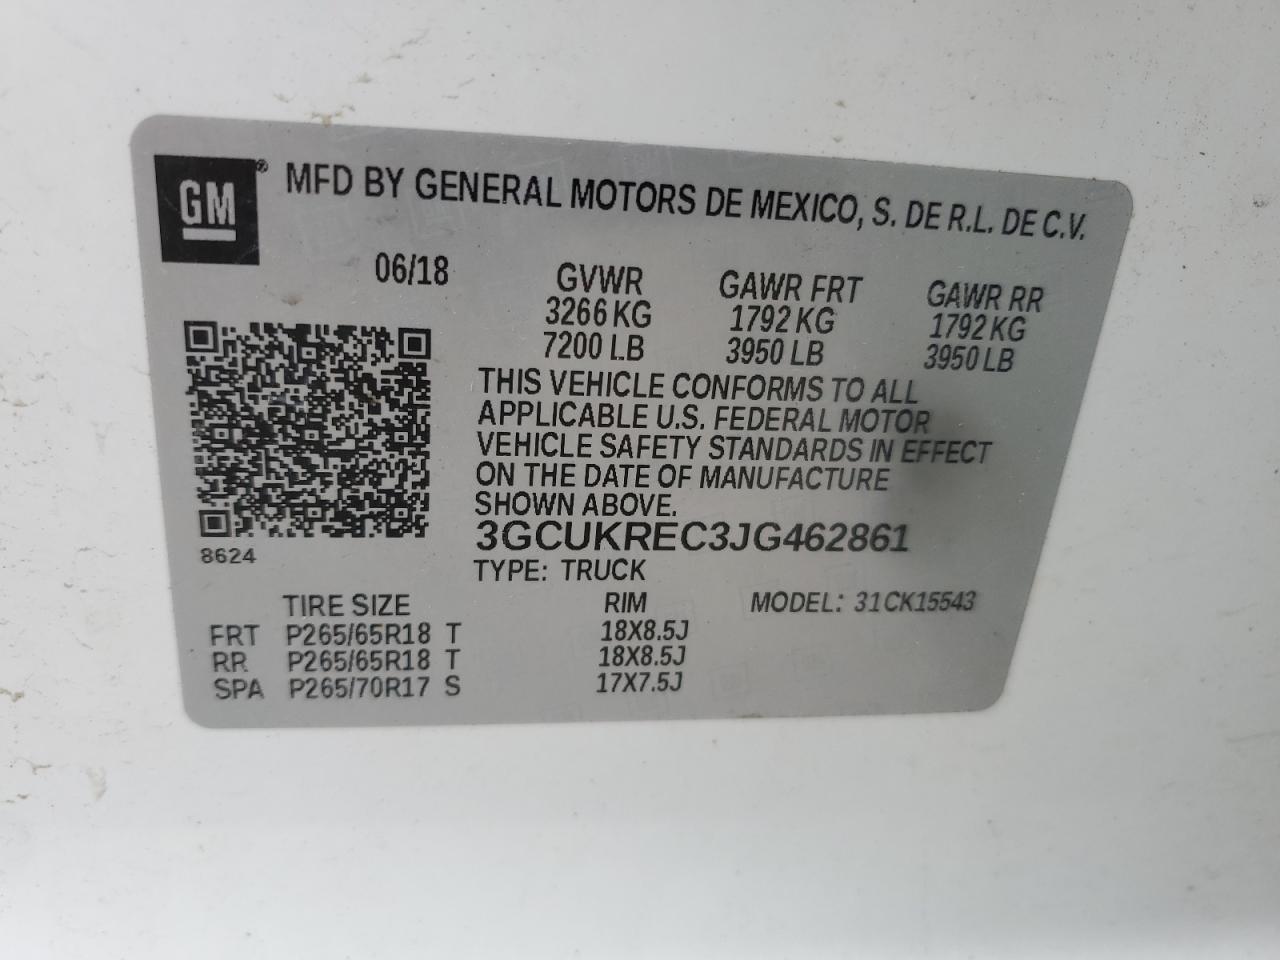 GM ® MFD BY GENERAL MOTORS DE MEXICO, S. DE R.L. DE C.V.
06/18 GVWR GAWR FRT GAWR RR
3266 KG 1792 KG 1792 KG
7200 LB 3950 LB 3950 LB
THIS VEHICLE CONFORMS TO ALL
APPLICABLE U.S. FEDERAL MOTOR
VEHICLE SAFETY STANDARDS IN EFFECT
ON THE DATE OF MANUFACTURE
SHOWN ABOVE.
3GCUKREC3JG462861
8624
TYPE: TRUCK
TIRE SIZE RIM MODEL: 31CK15543
FRT P265/65R18 T 18X8.5J
RR P265/65R18 T 18X8.5J
SPA P265/70R17 S 17X7.5J